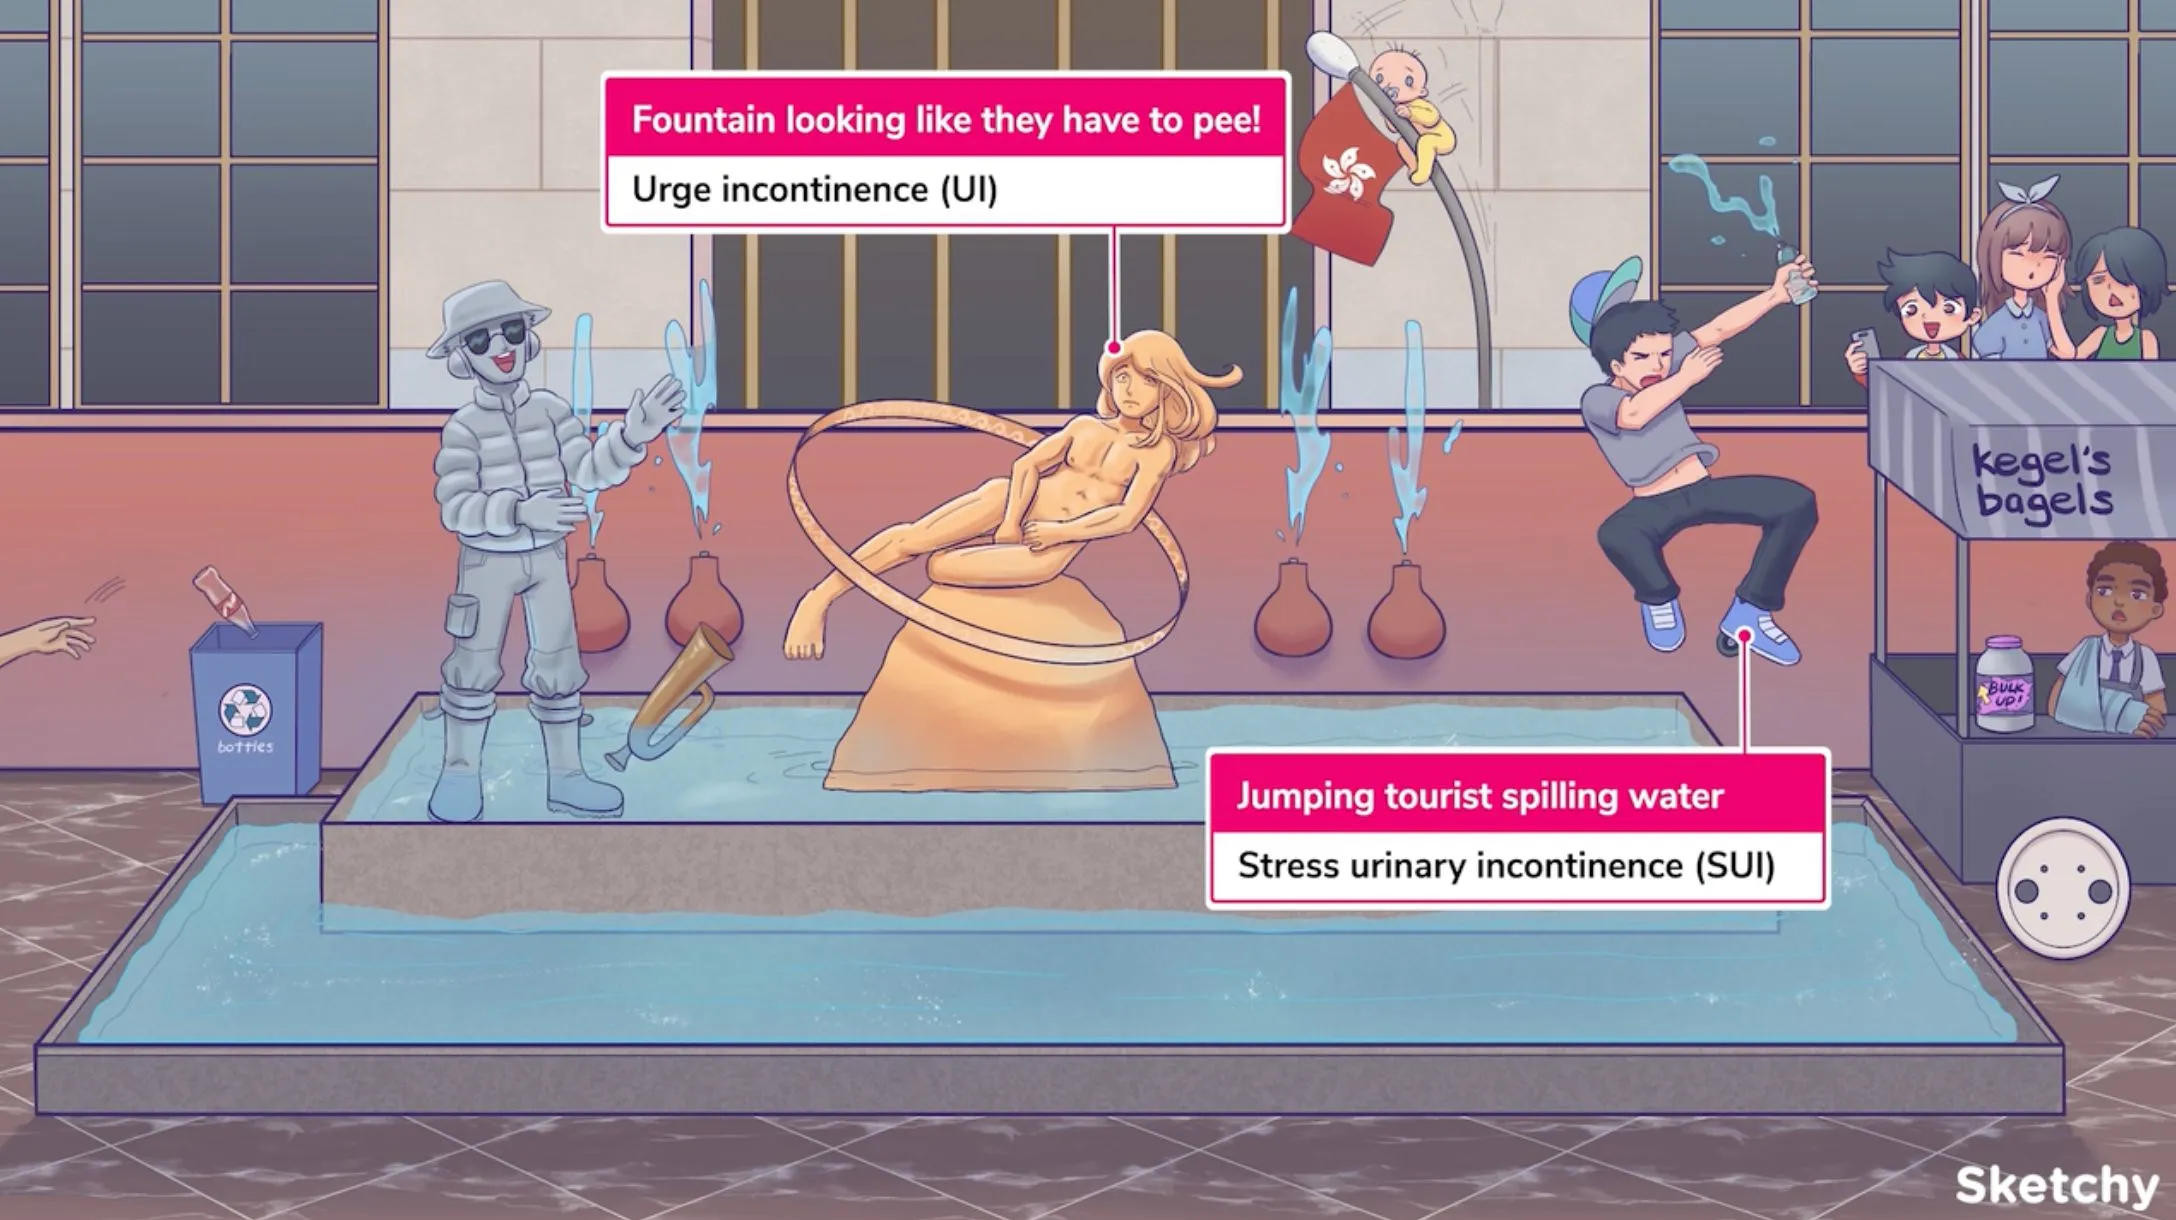 Fountain looking like they have to pee!
Urge incontinence (UI)
kegel's
bagels
BULK
UP!
botties
Jumping tourist spilling water
Stress urinary incontinence (SUI)
Sketchy